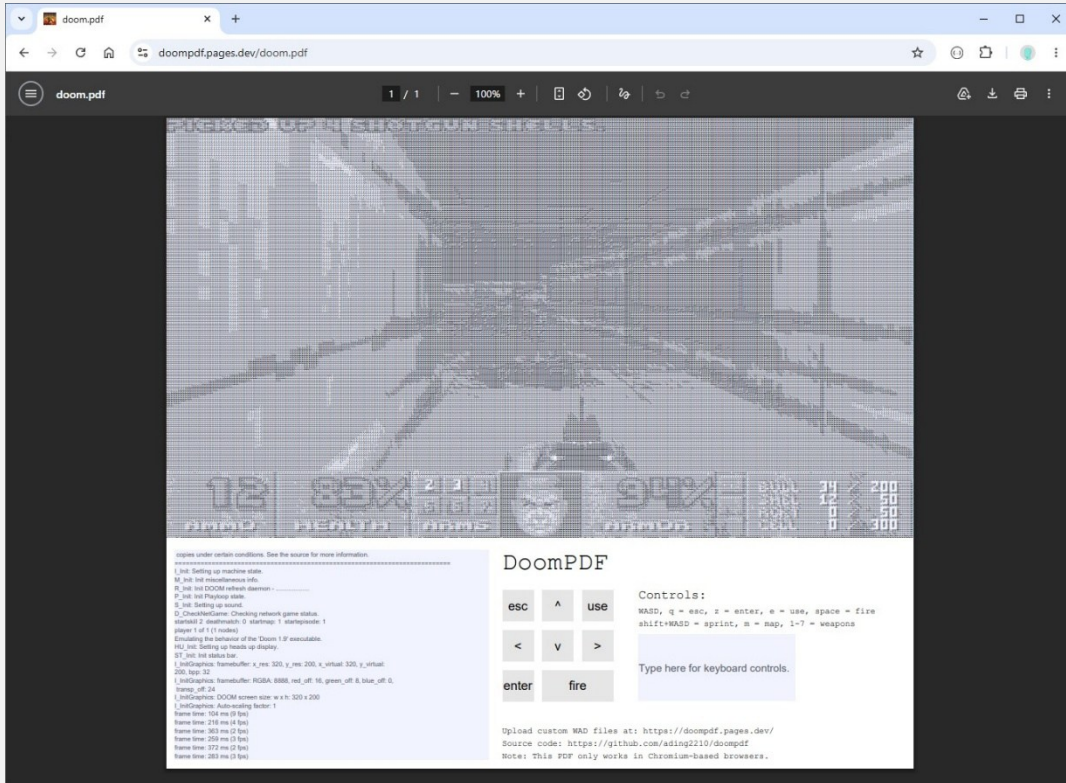 doom.pdf
doompdf.pages.dev/doom.pdf
doom.pdf
1 / 1
100%
PICKED UP 4 SHOTGUN SHELLS.
12 83% 2 3 94%
AMMO HEALTH ARMS ARMOR
BULL 34 / 200
SHEL 12 / 50
RCKT 0 / 50
CELL 0 / 300
copies under certain conditions. See the source for more information.
===========================================================================
I_Init: Setting up machine state.
M_Init: Init miscellaneous info.
R_Init: Init DOOM refresh daemon - ...................
P_Init: Init Playloop state.
S_Init: Setting up sound.
D_CheckNetGame: Checking network game status.
startskill 2 deathmatch: 0 startmap: 1 startepisode: 1
player 1 of 1 (1 nodes)
Emulating the behavior of the 'Doom 1.9' executable.
HU_Init: Setting up heads up display.
ST_Init: Init status bar.
I_InitGraphics: framebuffer: x_res: 320, y_res: 200, x_virtual: 320, y_virtual:
200, bpp: 32
I_InitGraphics: framebuffer: RGBA: 8888, red_off: 16, green_off: 8, blue_off: 0,
transp_off: 24
I_InitGraphics: DOOM screen size: w x h: 320 x 200
I_InitGraphics: Auto-scaling factor: 1
frame time: 104 ms (9 fps)
frame time: 216 ms (4 fps)
frame time: 363 ms (2 fps)
frame time: 259 ms (3 fps)
frame time: 372 ms (2 fps)
frame time: 283 ms (3 fps)
DoomPDF
esc ^ use
< v >
enter fire
Controls:
WASD, q = esc, z = enter, e = use, space = fire
shift+WASD = sprint, m = map, 1-7 = weapons
Type here for keyboard controls.
Upload custom WAD files at: https://doompdf.pages.dev/
Source code: https://github.com/ading2210/doompdf
Note: This PDF only works in Chromium-based browsers.